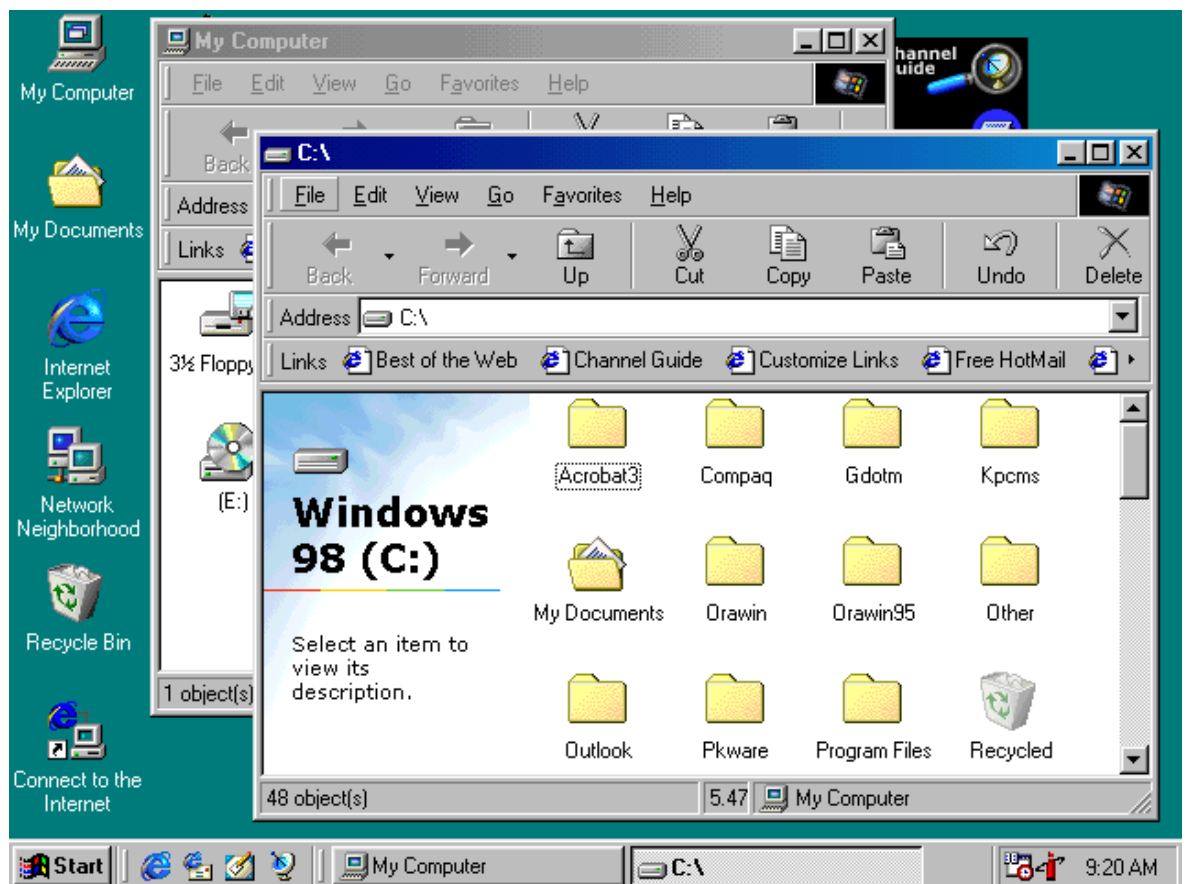 My Computer
My Documents
Internet
Explorer
Network
Neighborhood
Recycle Bin
Connect to the
Internet
My Computer
File Edit View Go Favorites Help
Back
Address
Links
3½ Floppy
(E:)
1 object(s)
hannel
uide
C:\
File Edit View Go Favorites Help
Back Forward Up Cut Copy Paste Undo Delete
Address C:\
Links Best of the Web Channel Guide Customize Links Free HotMail
Windows
98 (C:)
Select an item to
view its
description.
Acrobat3 Compaq Gdotm Kpcms
My Documents Orawin Orawin95 Other
Outlook Pkware Program Files Recycled
48 object(s) 5.47 My Computer
Start My Computer C:\ 9:20 AM